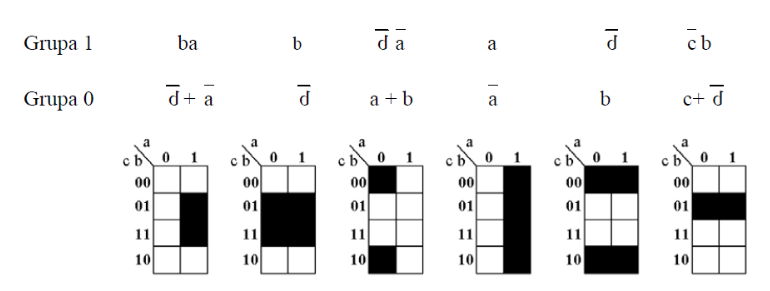 Grupa 1 ba b d̅ a̅ a d̅ c̅ b
Grupa 0 d̅ + a̅ d̅ a + b a̅ b c+ d̅
a a a a a a
c b 0 1 c b 0 1 c b 0 1 c b 0 1 c b 0 1 c b 0 1
00 00 00 00 00 00
01 01 01 01 01 01
11 11 11 11 11 11
10 10 10 10 10 10